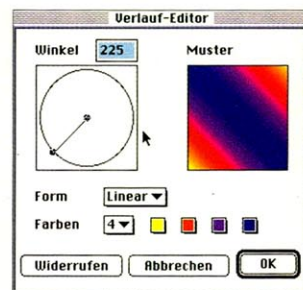 Verlauf-Editor
Winkel 225 Muster
Form Linear
Farben 4
Widerrufen Abbrechen OK